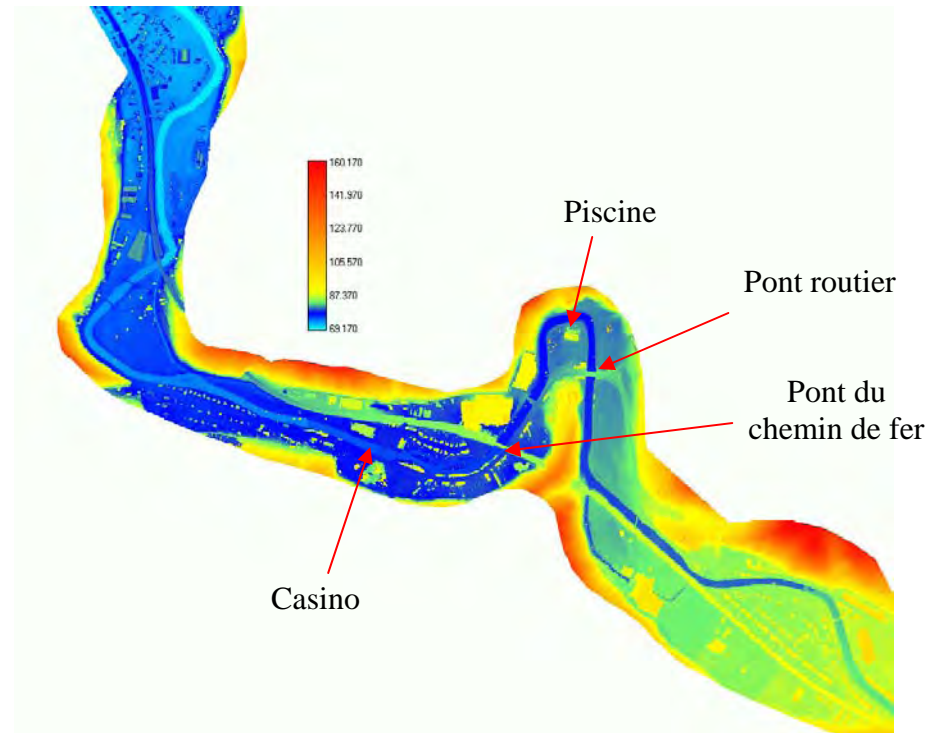 160.170
141.970
123.770
105.570
87.370
69.170
Piscine
Pont routier
Pont du
chemin de fer
Casino